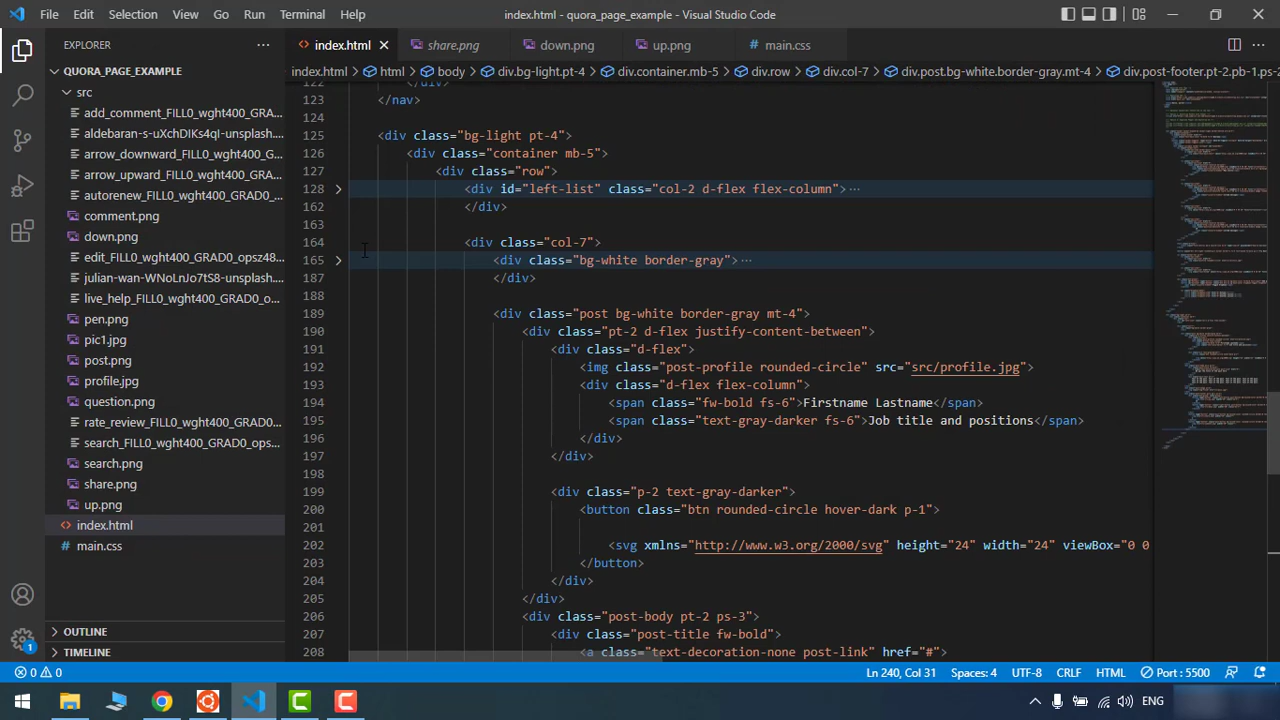 File Edit Selection View Go Run Terminal Help
index.html - quora_page_example - Visual Studio Code
EXPLORER
index.html share.png down.png up.png main.css
QUORA_PAGE_EXAMPLE
index.html html body div.bg-light.pt-4 div.container.mb-5 div.row div.col-7 div.post.bg-white.border-gray.mt-4 div.post-footer.pt-2.pb-1.ps-2
src
add_comment_FILL0_wght400_GRAD0...
aldebaran-s-uXchDIKs4qI-unsplash...
arrow_downward_FILL0_wght400_GR...
arrow_upward_FILL0_wght400_GRAD...
autorenew_FILL0_wght400_GRAD0_...
comment.png
down.png
edit_FILL0_wght400_GRAD0_opsz48...
julian-wan-WNoLnJo7tS8-unsplash...
live_help_FILL0_wght400_GRAD0_o...
pen.png
pic1.jpg
post.png
profile.jpg
question.png
rate_review_FILL0_wght400_GRAD0...
search_FILL0_wght400_GRAD0_ops...
search.png
share.png
up.png
index.html
main.css
OUTLINE
TIMELINE
122 </div>
123 </nav>
124
125 <div class="bg-light pt-4">
126 <div class="container mb-5">
127 <div class="row">
128 <div id="left-list" class="col-2 d-flex flex-column">
162 </div>
163
164 <div class="col-7">
165 <div class="bg-white border-gray">
187 </div>
188
189 <div class="post bg-white border-gray mt-4">
190 <div class="pt-2 d-flex justify-content-between">
191 <div class="d-flex">
192 <img class="post-profile rounded-circle" src="src/profile.jpg">
193 <div class="d-flex flex-column">
194 <span class="fw-bold fs-6">Firstname Lastname</span>
195 <span class="text-gray-darker fs-6">Job title and positions</span>
196 </div>
197 </div>
198
199 <div class="p-2 text-gray-darker">
200 <button class="btn rounded-circle hover-dark p-1">
201
202 <svg xmlns="http://www.w3.org/2000/svg" height="24" width="24" viewBox="0 0
203 </button>
204 </div>
205 </div>
206 <div class="post-body pt-2 ps-3">
207 <div class="post-title fw-bold">
208 <a class="text-decoration-none post-link" href="#">
1
0 0 Ln 240, Col 31 Spaces: 4 UTF-8 CRLF HTML Port : 5500
ENG